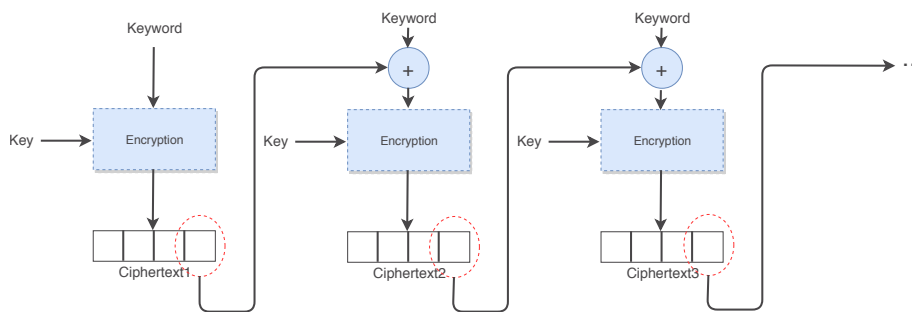 Keyword
Keyword
Keyword
+
+
...
Key
Encryption
Key
Encryption
Key
Encryption
Ciphertext1
Ciphertext2
Ciphertext3